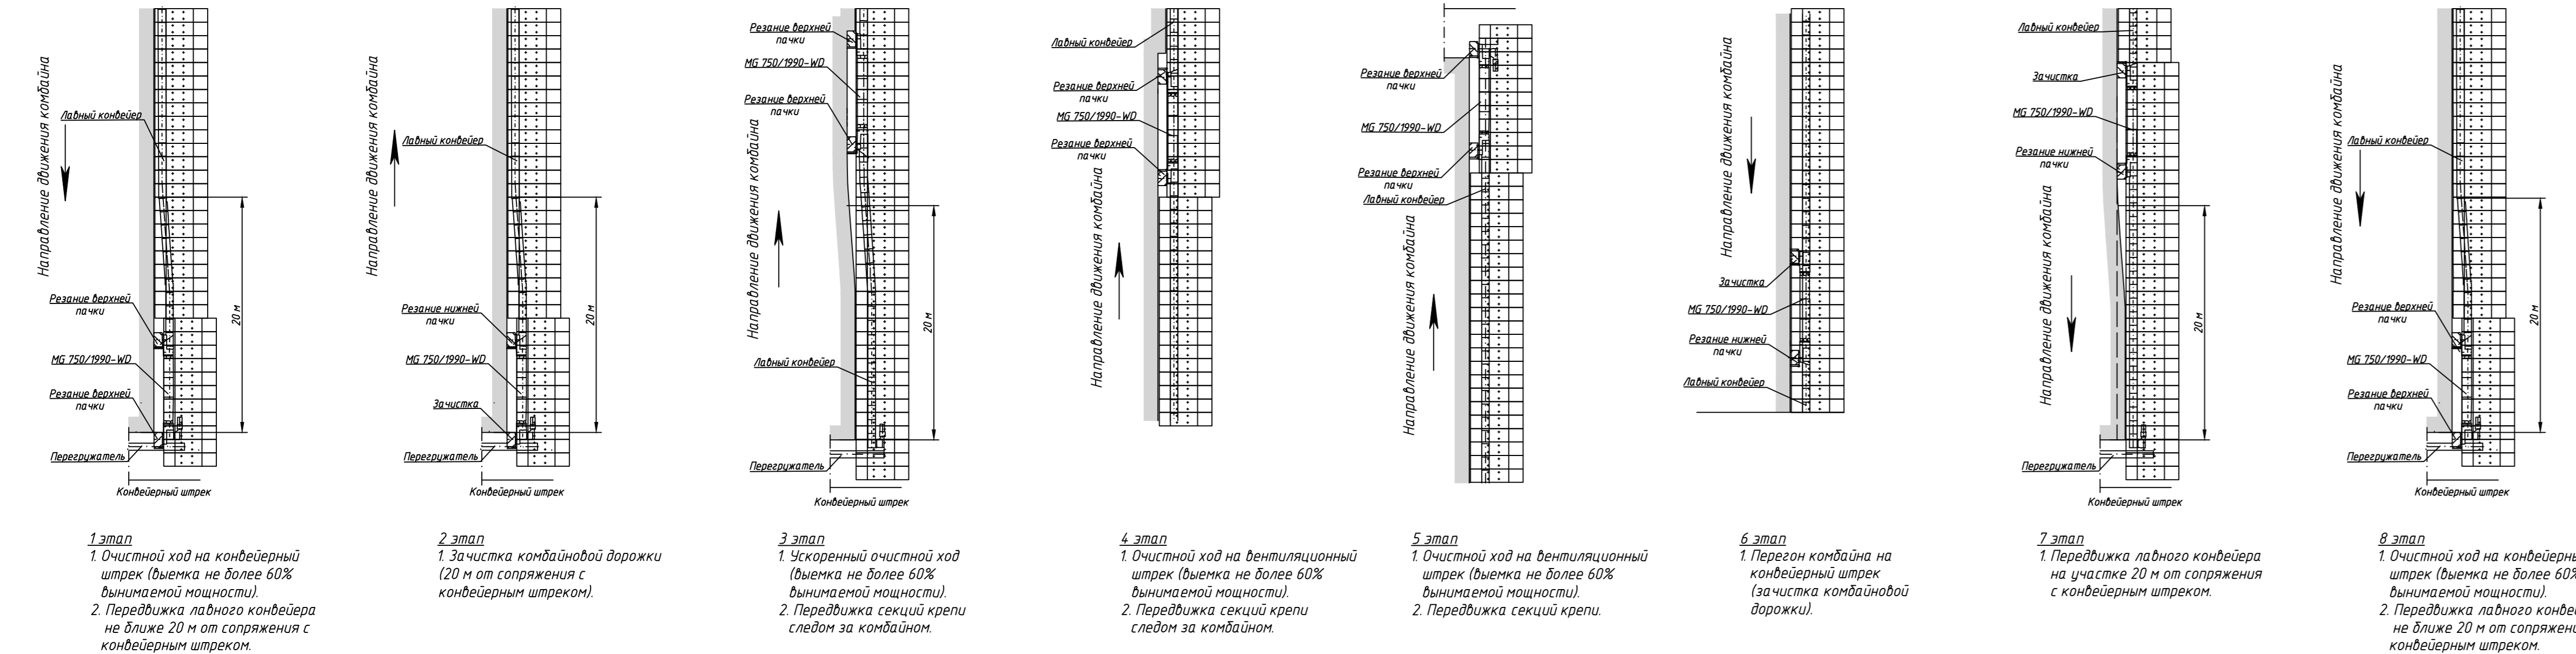 Направление движения комбайна
Лавный конвейер
Резание верхней
пачки
MG 750/1990-WD
Резание верхней
пачки
Перегружатель
Конвейерный штрек
20 м
1 этап
1. Очистной ход на конвейерный
штрек (выемка не более 60%
вынимаемой мощности).
2. Передвижка лавного конвейера
не ближе 20 м от сопряжения с
конвейерным штреком.
Направление движения комбайна
Лавный конвейер
Резание нижней
пачки
MG 750/1990-WD
Зачистка
Перегружатель
Конвейерный штрек
20 м
2 этап
1. Зачистка комбайновой дорожки
(20 м от сопряжения с
конвейерным штреком).
Резание верхней
пачки
MG 750/1990-WD
Резание верхней
пачки
Направление движения комбайна
Лавный конвейер
Перегружатель
Конвейерный штрек
20 м
3 этап
1. Ускоренный очистной ход
(выемка не более 60%
вынимаемой мощности).
2. Передвижка секций крепи
следом за комбайном.
Лавный конвейер
Резание верхней
пачки
MG 750/1990-WD
Резание верхней
пачки
Направление движения комбайна
4 этап
1. Очистной ход на вентиляционный
штрек (выемка не более 60%
вынимаемой мощности).
2. Передвижка секций крепи
следом за комбайном.
Резание верхней
пачки
MG 750/1990-WD
Резание верхней
пачки
Лавный конвейер
Направление движения комбайна
5 этап
1. Очистной ход на вентиляционный
штрек (выемка не более 60%
вынимаемой мощности).
2. Передвижка секций крепи.
Направление движения комбайна
Зачистка
MG 750/1990-WD
Резание нижней
пачки
Лавный конвейер
6 этап
1. Перегон комбайна на
конвейерный штрек
(зачистка комбайновой
дорожки).
Лавный конвейер
Зачистка
MG 750/1990-WD
Резание нижней
пачки
Направление движения комбайна
Перегружатель
Конвейерный штрек
20 м
7 этап
1. Передвижка лавного конвейера
на участке 20 м от сопряжения
с конвейерным штреком.
Направление движения комбайна
Лавный конвейер
Резание верхней
пачки
MG 750/1990-WD
Резание верхней
пачки
Перегружатель
Конвейерный штрек
20 м
8 этап
1. Очистной ход на конвейерны
штрек (выемка не более 60%
вынимаемой мощности).
2. Передвижка лавного конве
не ближе 20 м от сопряжени
конвейерным штреком.